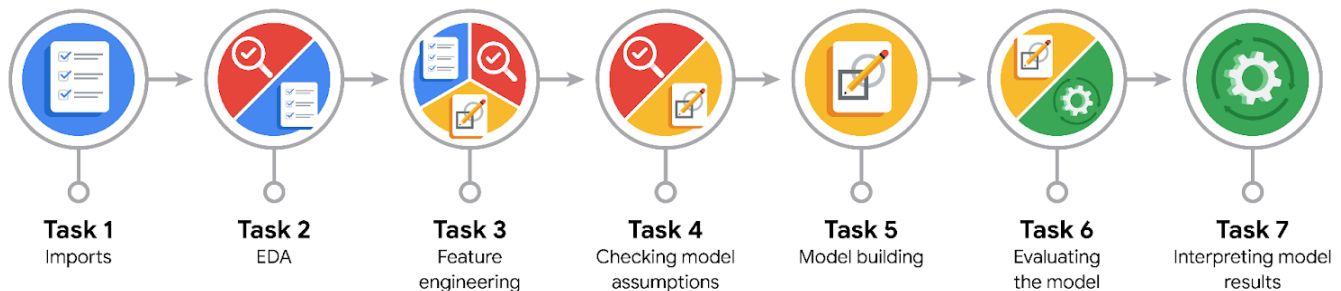 Task 1
Imports
Task 2
EDA
Task 3
Feature
engineering
Task 4
Checking model
assumptions
Task 5
Model building
Task 6
Evaluating
the model
Task 7
Interpreting model
results